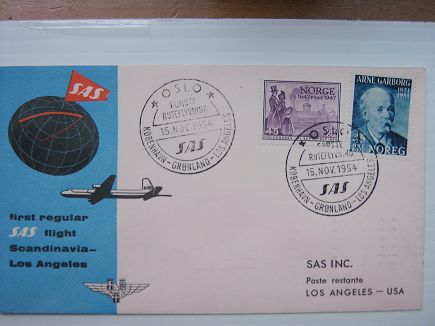 SAS
OSLO
FØRSTE
RUTEFLYVNING
15.NOV.1954
SAS
KØBENHAVN-GRØNLAND-LOS ANGELES
NORGE
1647 POST 1947
45
ARNE GARBORG
1851
1951
NOREG
OSLO
FØRSTE
RUTEFLYVNING
15.NOV.1954
SAS
KØBENHAVN-GRØNLAND-LOS ANGELES
first regular
SAS flight
Scandinavia—
Los Angeles
SAS INC.
Poste restante
LOS ANGELES — USA